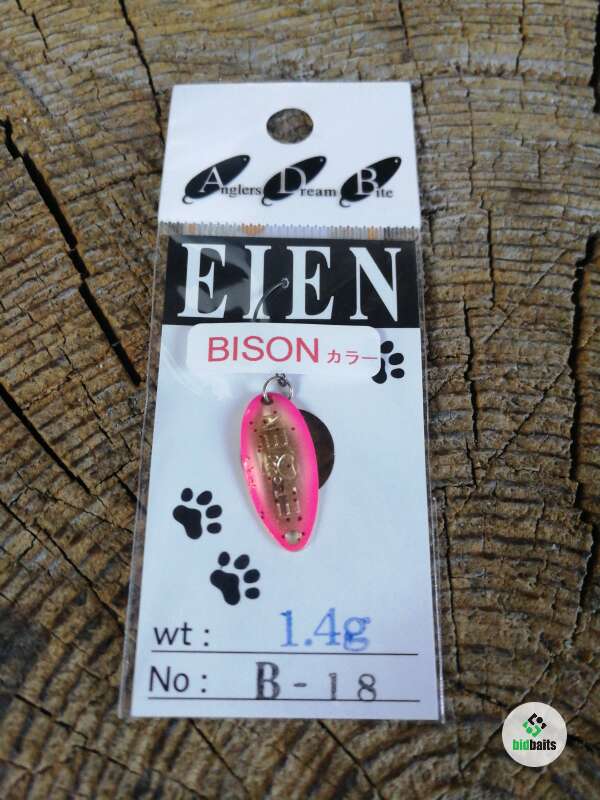 Anglers Dream Bite
EIEN
BISON カラー
wt : 1.4g
No : B - 18
bidbaits